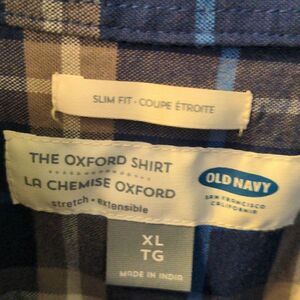 SLIM FIT · COUPE ÉTROITE
THE OXFORD SHIRT
LA CHEMISE OXFORD
stretch • extensible
OLD NAVY
SAN FRANCISCO
CALIFORNIA
XL
TG
MADE IN INDIA